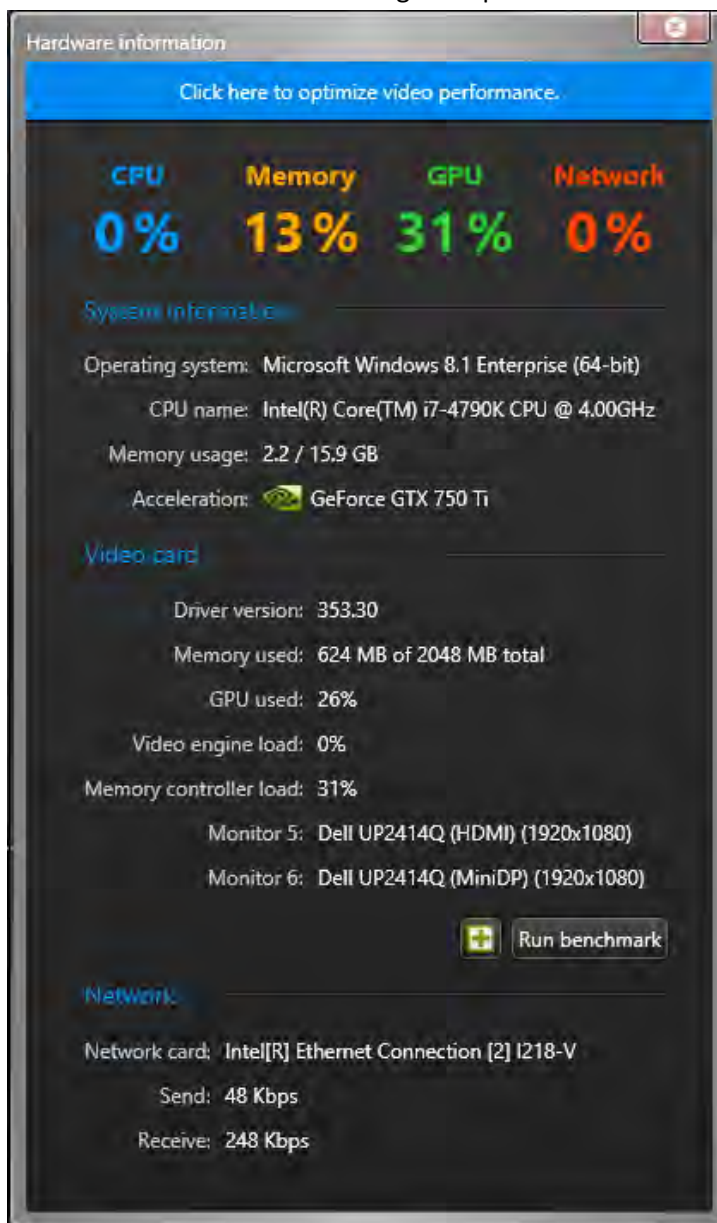 Hardware information
Click here to optimize video performance.
CPU Memory GPU Network
0% 13% 31% 0%
System information
Operating system: Microsoft Windows 8.1 Enterprise (64-bit)
CPU name: Intel(R) Core(TM) i7-4790K CPU @ 4.00GHz
Memory usage: 2.2 / 15.9 GB
Acceleration: GeForce GTX 750 Ti
Video card
Driver version: 353.30
Memory used: 624 MB of 2048 MB total
GPU used: 26%
Video engine load: 0%
Memory controller load: 31%
Monitor 5: Dell UP2414Q (HDMI) (1920x1080)
Monitor 6: Dell UP2414Q (MiniDP) (1920x1080)
Run benchmark
Network
Network card: Intel[R] Ethernet Connection [2] I218-V
Send: 48 Kbps
Receive: 248 Kbps